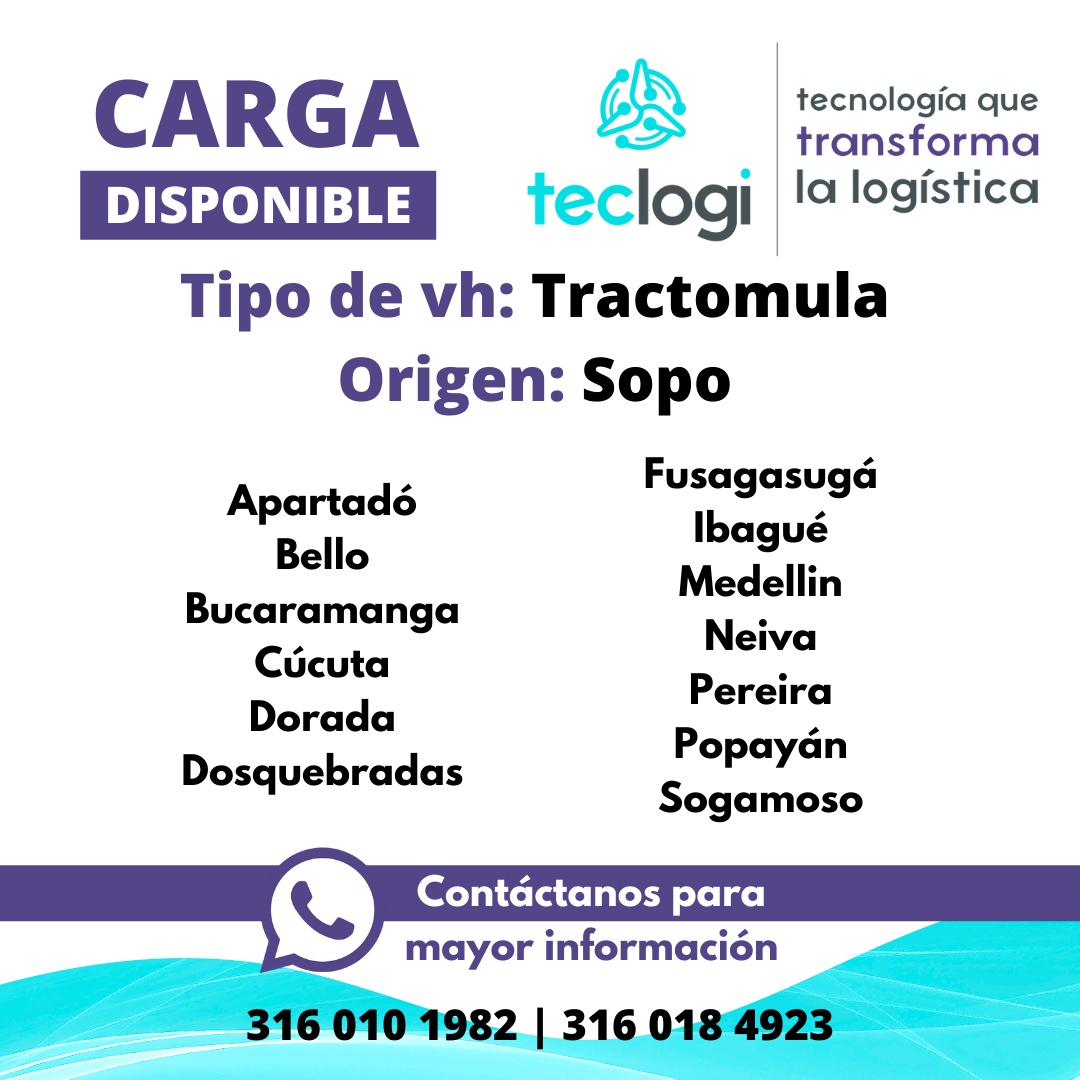 CARGA
DISPONIBLE
teclogi
tecnología que
transforma
la logística
Tipo de vh: Tractomula
Origen: Sopo
Apartadó
Bello
Bucaramanga
Cúcuta
Dorada
Dosquebradas
Fusagasugá
Ibagué
Medellin
Neiva
Pereira
Popayán
Sogamoso
Contáctanos para
mayor información
316 010 1982 | 316 018 4923